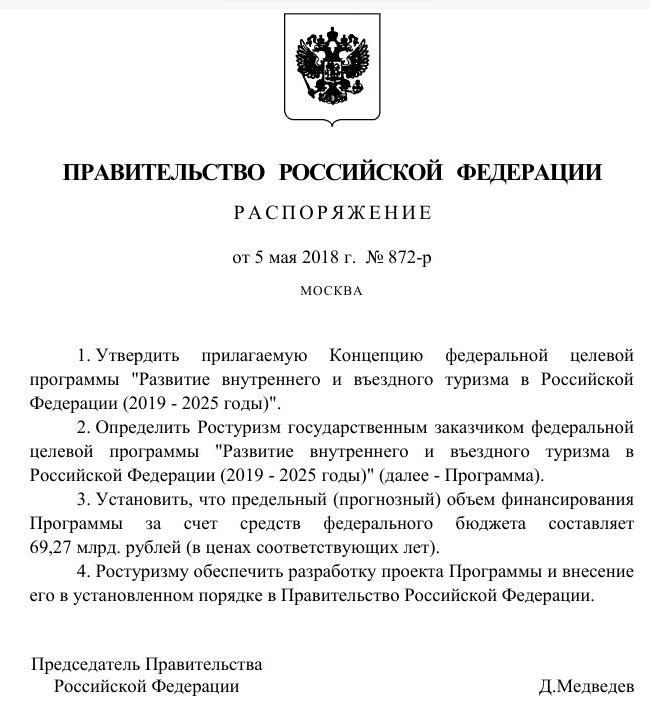 ПРАВИТЕЛЬСТВО РОССИЙСКОЙ ФЕДЕРАЦИИ
РАСПОРЯЖЕНИЕ
от 5 мая 2018 г. № 872-р
МОСКВА
1. Утвердить прилагаемую Концепцию федеральной целевой
программы "Развитие внутреннего и въездного туризма в Российской
Федерации (2019 - 2025 годы)".
2. Определить Ростуризм государственным заказчиком федеральной
целевой программы "Развитие внутреннего и въездного туризма в
Российской Федерации (2019 - 2025 годы)" (далее - Программа).
3. Установить, что предельный (прогнозный) объем финансирования
Программы за счет средств федерального бюджета составляет
69,27 млрд. рублей (в ценах соответствующих лет).
4. Ростуризму обеспечить разработку проекта Программы и внесение
его в установленном порядке в Правительство Российской Федерации.
Председатель Правительства
Российской Федерации Д.Медведев